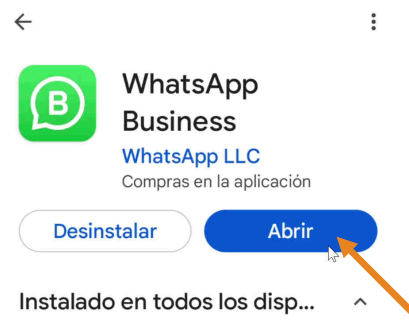 WhatsApp
Business
WhatsApp LLC
Compras en la aplicación
Desinstalar
Abrir
Instalado en todos los disp...